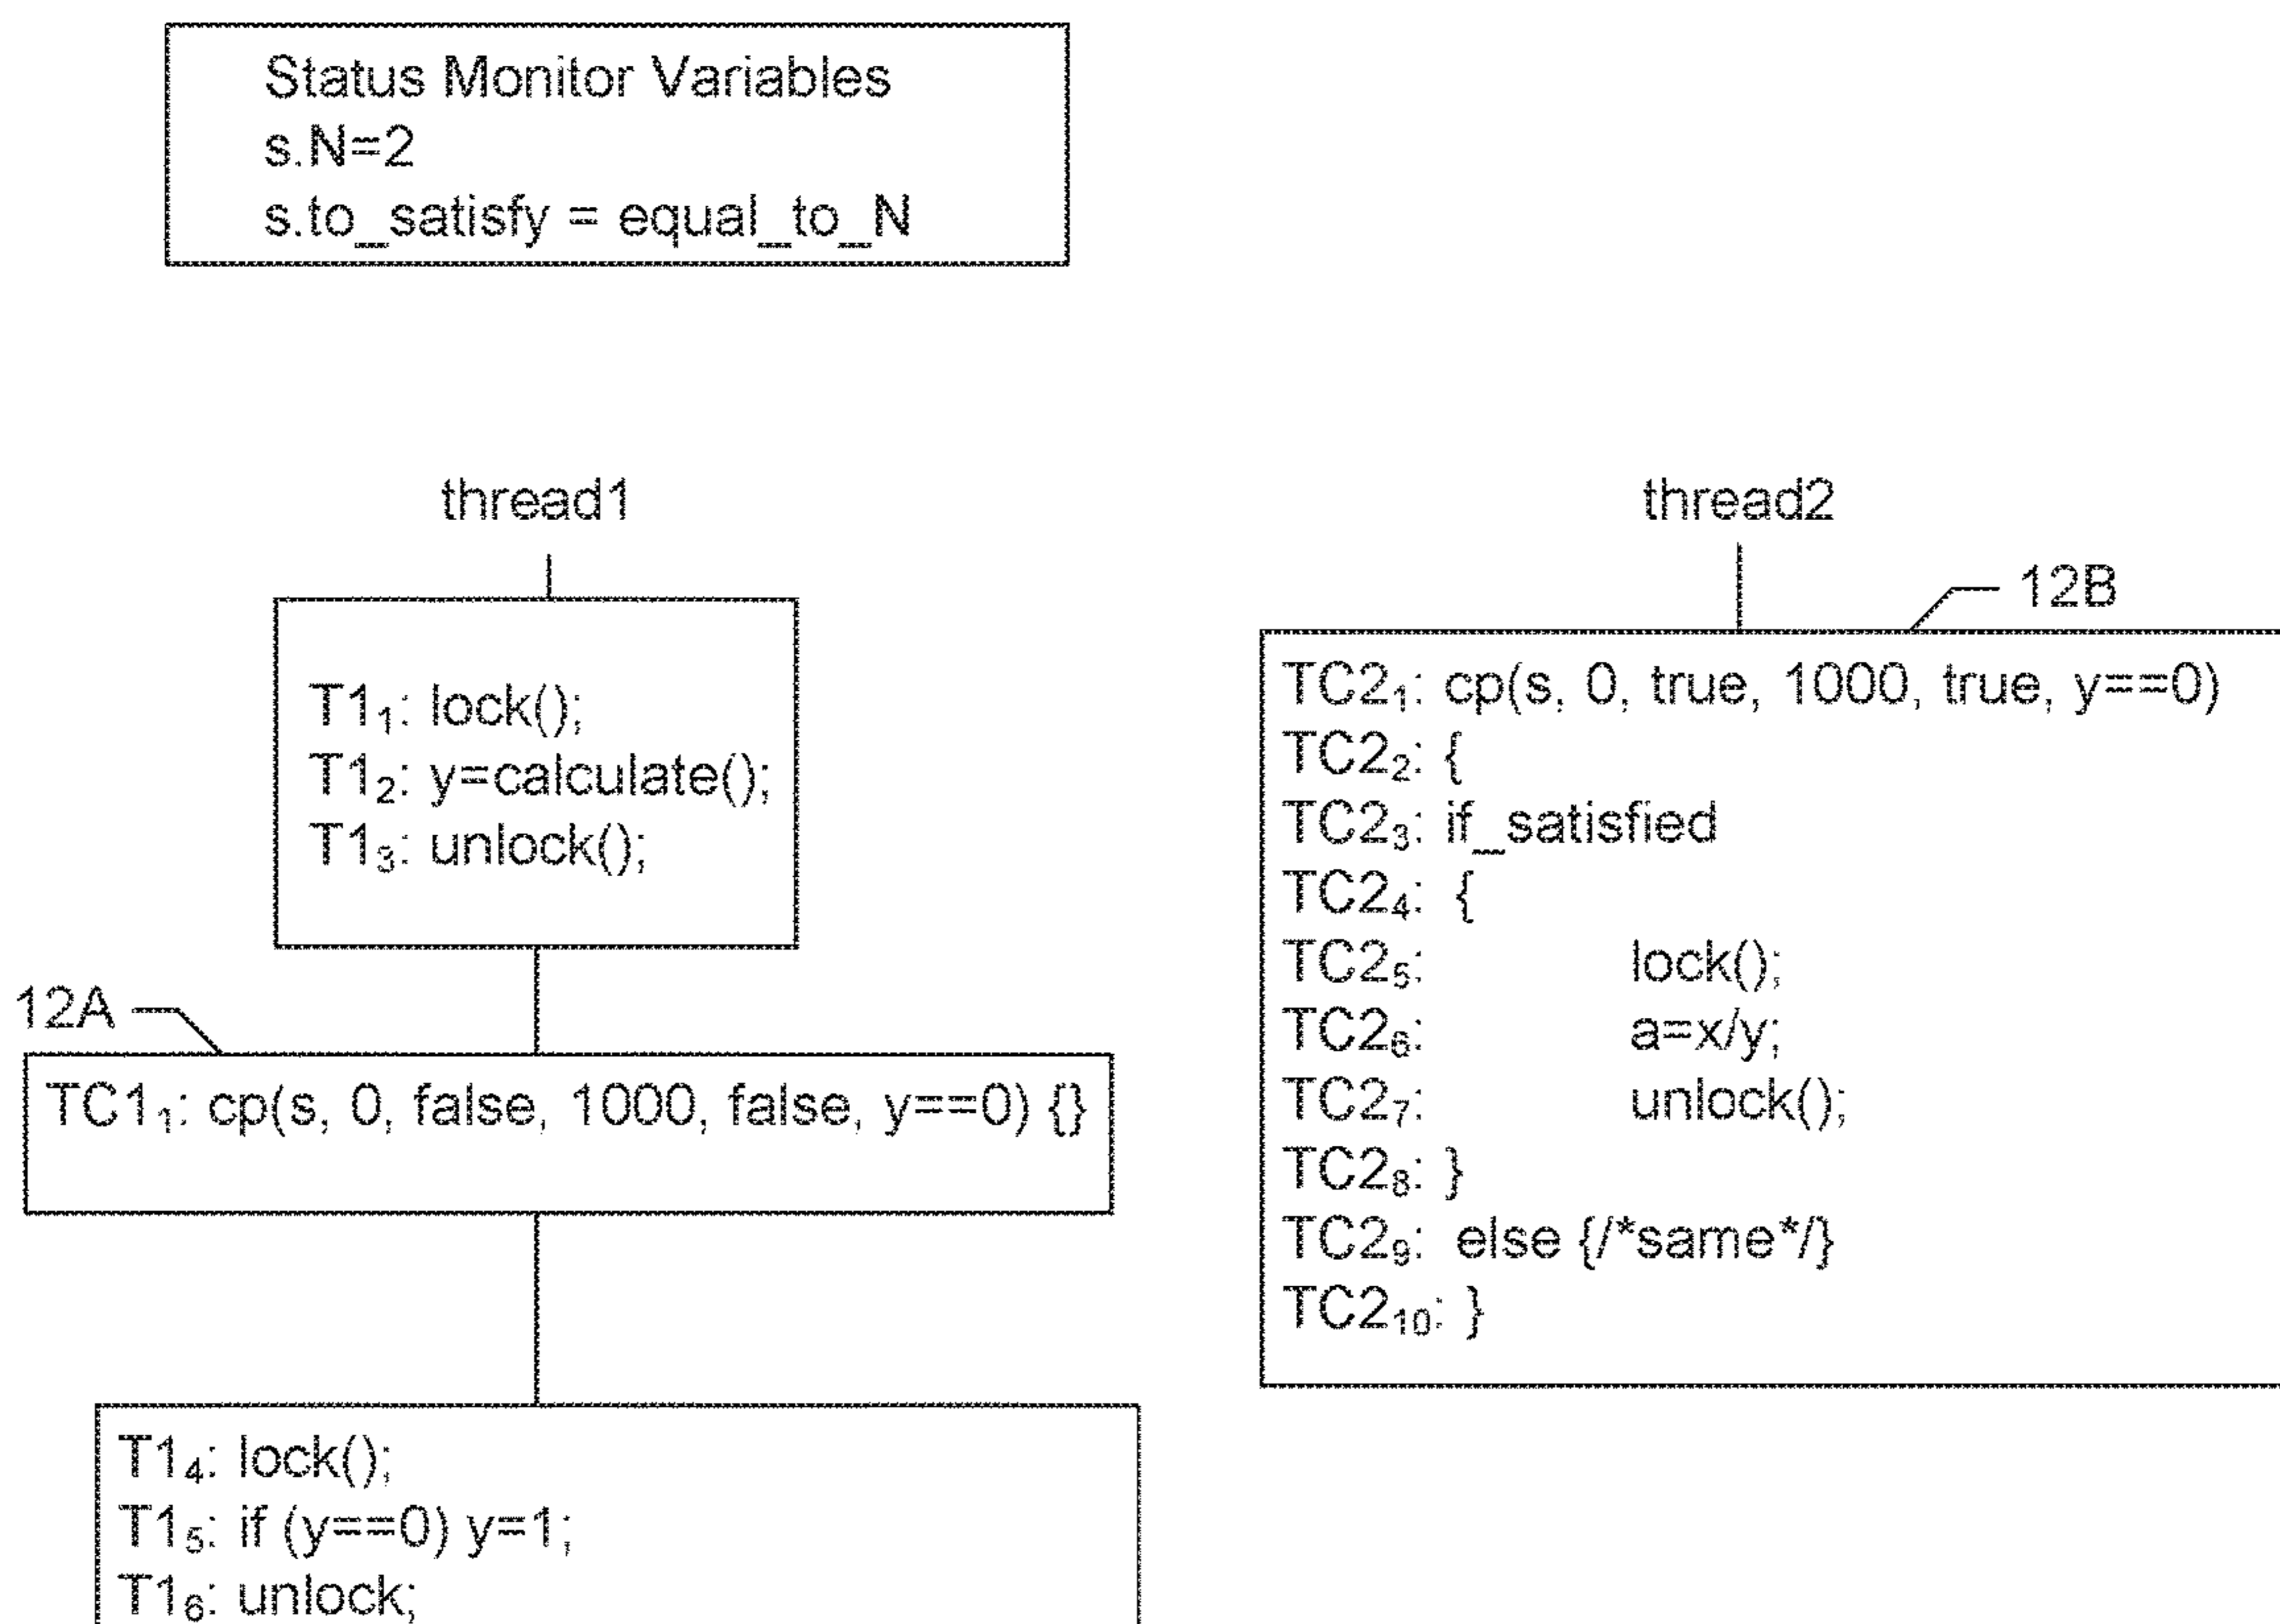 Status Monitor Variables
s.N=2
s.to_satisfy = equal_to_N
thread1
T1₁: lock();
T1₂: y=calculate();
T1₃: unlock();
12A
TC1₁: cp(s, 0, false, 1000, false, y==0) {}
T1₄: lock();
T1₅: if (y==0) y=1;
T1₆: unlock;
thread2
12B
TC2₁: cp(s, 0, true, 1000, true, y==0)
TC2₂: {
TC2₃: if_satisfied
TC2₄: {
TC2₅: lock();
TC2₆: a=x/y;
TC2₇: unlock();
TC2₈: }
TC2₉: else {/*same*/}
TC2₁₀: }